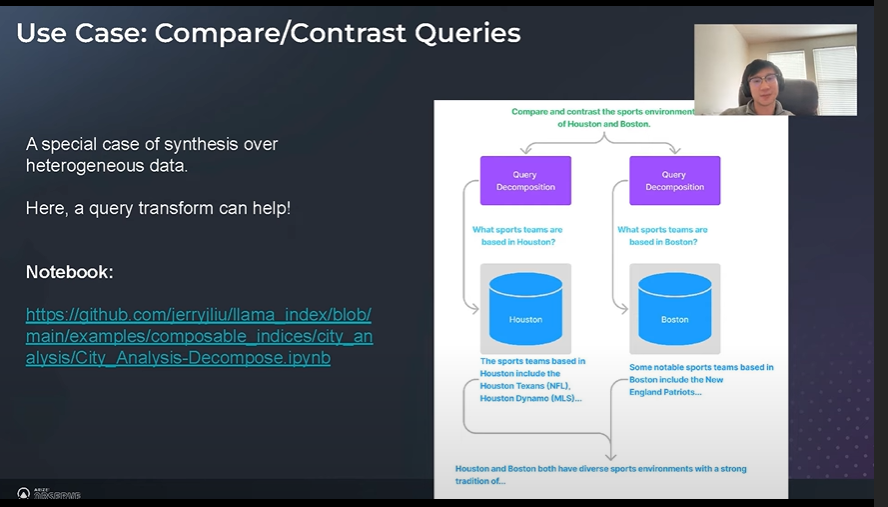 Use Case: Compare/Contrast Queries
A special case of synthesis over
heterogeneous data.
Here, a query transform can help!
Notebook:
https://github.com/jerryjliu/llama_index/blob/
main/examples/composable_indices/city_an
alysis/City_Analysis-Decompose.ipynb
Compare and contrast the sports environment
of Houston and Boston.
Query
Decomposition
Query
Decomposition
What sports teams are
based in Houston?
What sports teams are
based in Boston?
Houston
Boston
The sports teams based in
Houston include the
Houston Texans (NFL),
Houston Dynamo (MLS)...
Some notable sports teams based in
Boston include the New
England Patriots...
Houston and Boston both have diverse sports environments with a strong
tradition of...
ARIZE
OBSERVE